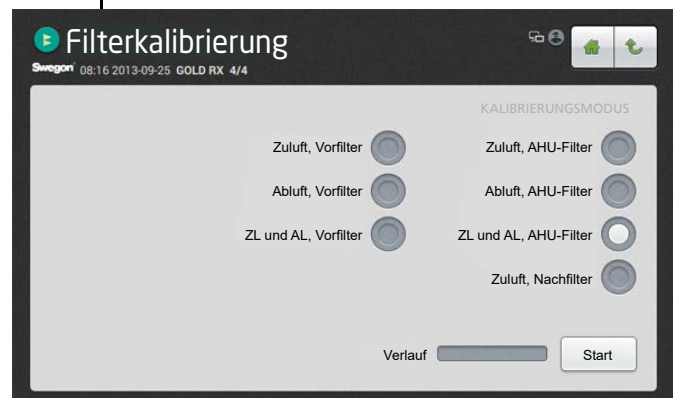 Filterkalibrierung
Swegon 08:16 2013-09-25 GOLD RX 4/4
KALIBRIERUNGSMODUS
Zuluft, Vorfilter
Zuluft, AHU-Filter
Abluft, Vorfilter
Abluft, AHU-Filter
ZL und AL, Vorfilter
ZL und AL, AHU-Filter
Zuluft, Nachfilter
Verlauf
Start